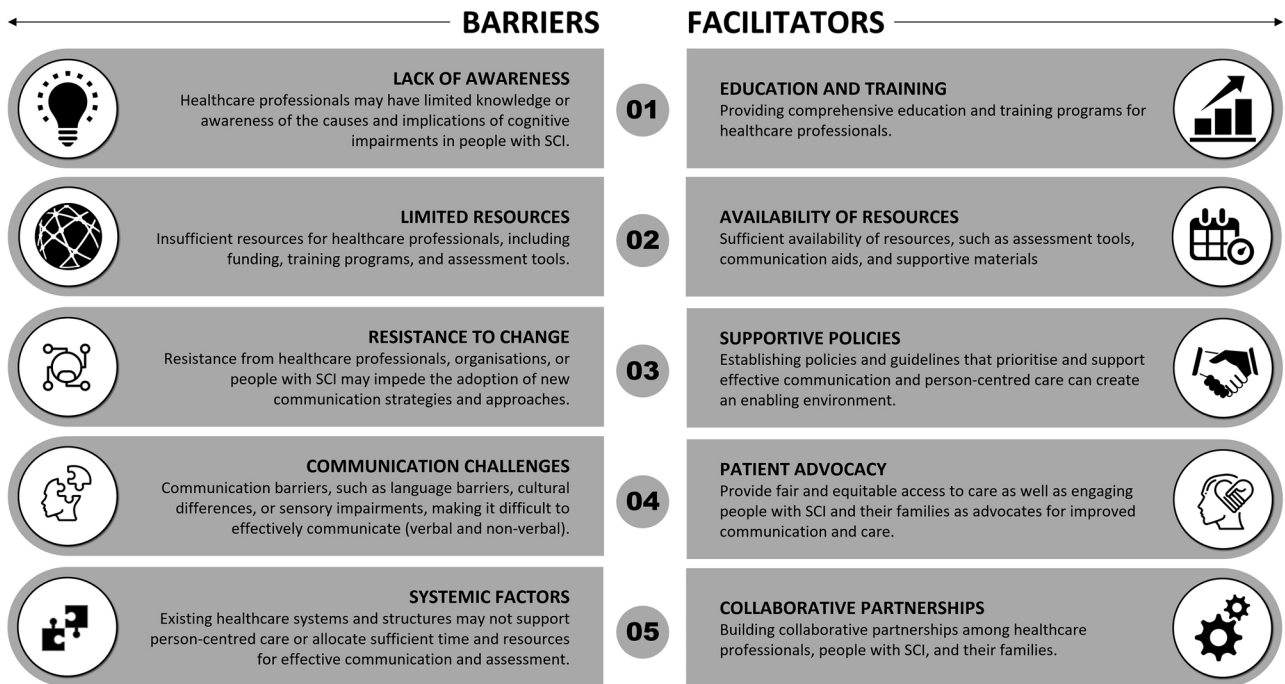 BARRIERS
FACILITATORS
LACK OF AWARENESS
Healthcare professionals may have limited knowledge or
awareness of the causes and implications of cognitive
impairments in people with SCI.
01
EDUCATION AND TRAINING
Providing comprehensive education and training programs for
healthcare professionals.
LIMITED RESOURCES
Insufficient resources for healthcare professionals, including
funding, training programs, and assessment tools.
02
AVAILABILITY OF RESOURCES
Sufficient availability of resources, such as assessment tools,
communication aids, and supportive materials
RESISTANCE TO CHANGE
Resistance from healthcare professionals, organisations, or
people with SCI may impede the adoption of new
communication strategies and approaches.
03
SUPPORTIVE POLICIES
Establishing policies and guidelines that prioritise and support
effective communication and person-centred care can create
an enabling environment.
COMMUNICATION CHALLENGES
Communication barriers, such as language barriers, cultural
differences, or sensory impairments, making it difficult to
effectively communicate (verbal and non-verbal).
04
PATIENT ADVOCACY
Provide fair and equitable access to care as well as engaging
people with SCI and their families as advocates for improved
communication and care.
SYSTEMIC FACTORS
Existing healthcare systems and structures may not support
person-centred care or allocate sufficient time and resources
for effective communication and assessment.
05
COLLABORATIVE PARTNERSHIPS
Building collaborative partnerships among healthcare
professionals, people with SCI, and their families.